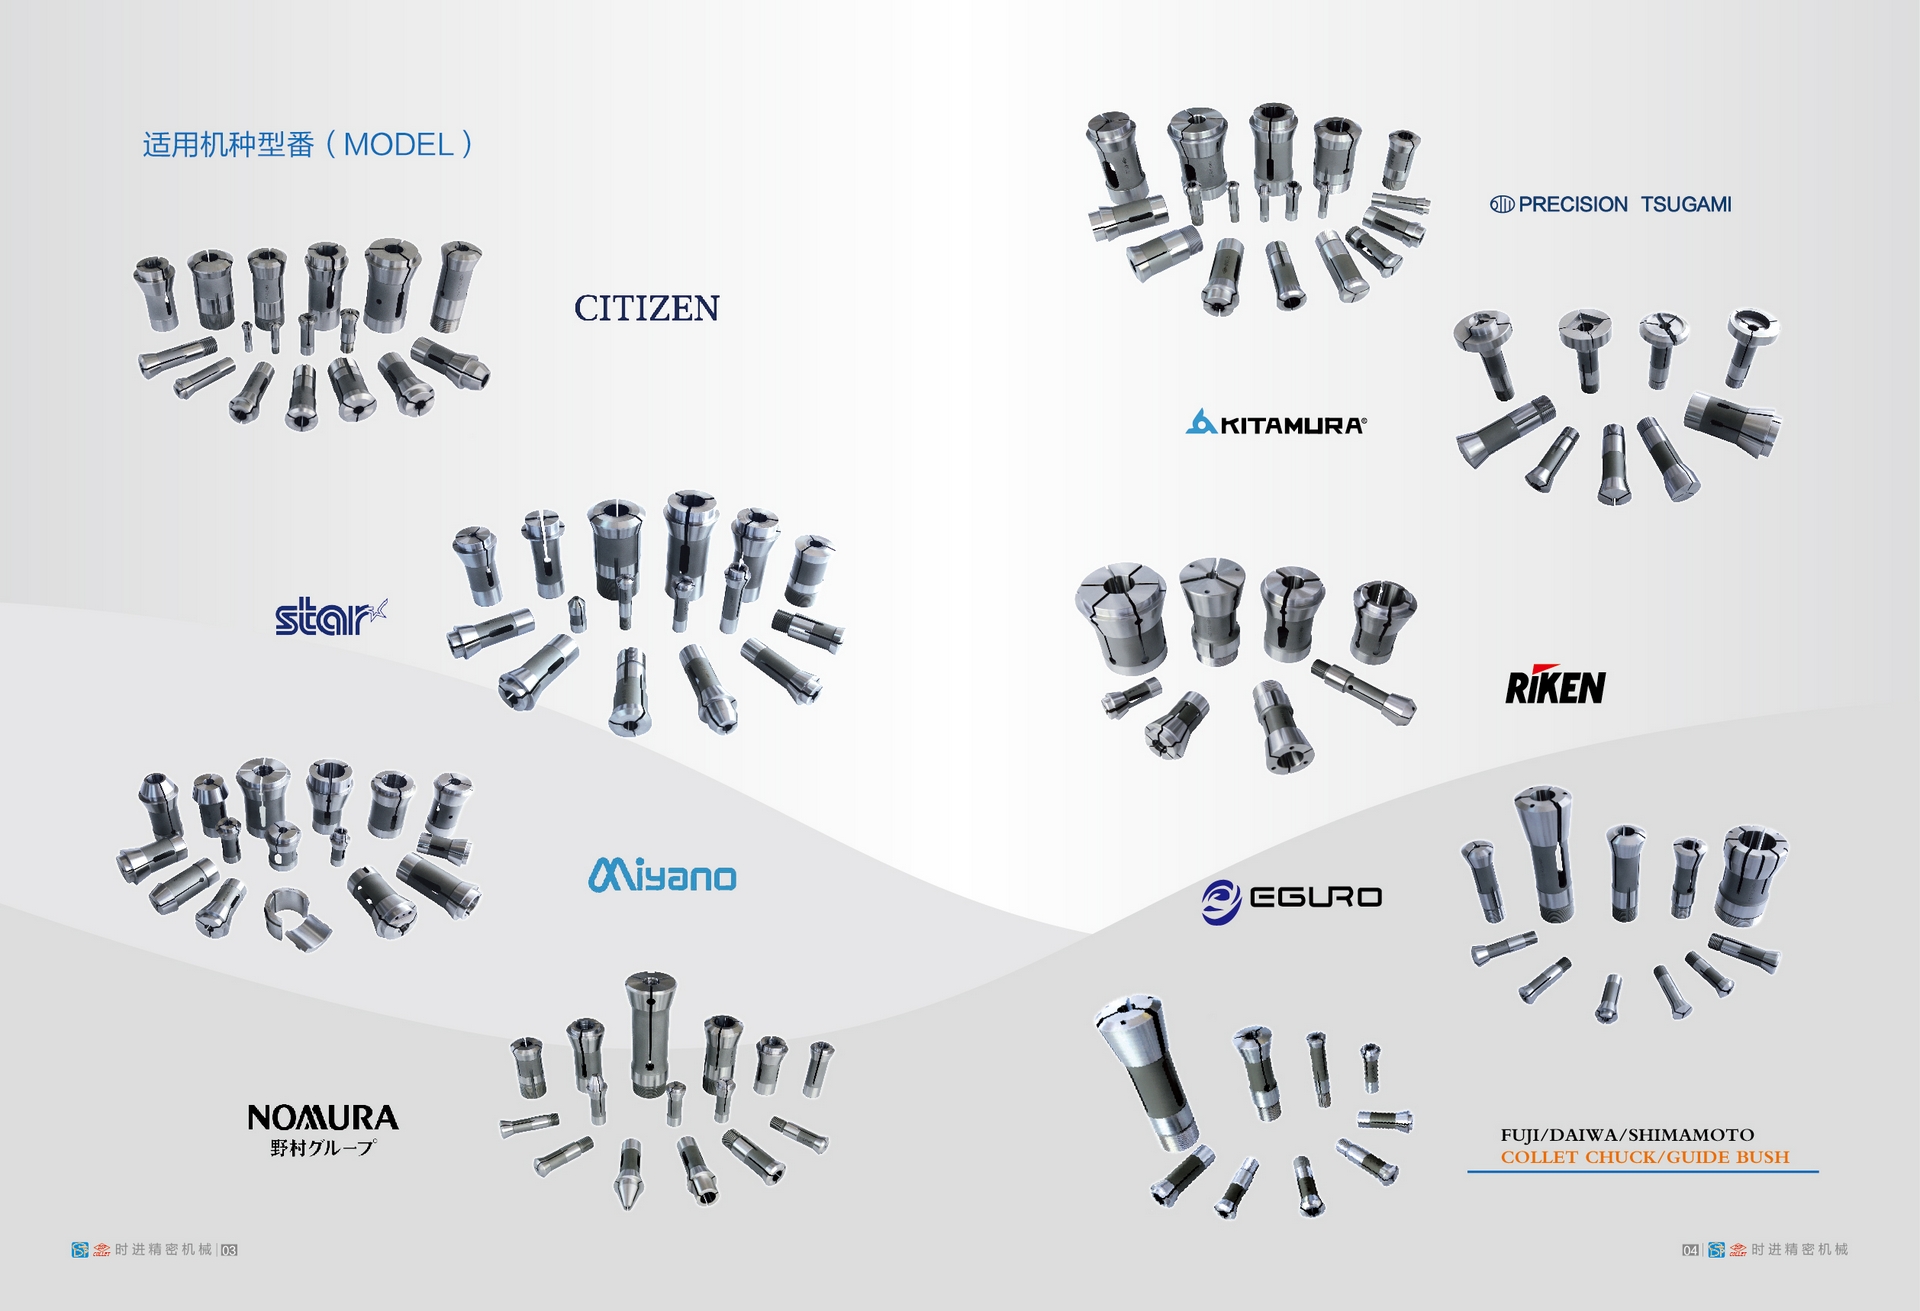 适用机种型番（MODEL）
CITIZEN
star
Miyano
NOMURA
野村グループ
时进精密机械 03
PRECISION TSUGAMI
KITAMURA®
RiKEN
EGURO
FUJI/DAIWA/SHIMAMOTO
COLLET CHUCK/GUIDE BUSH
04 时进精密机械